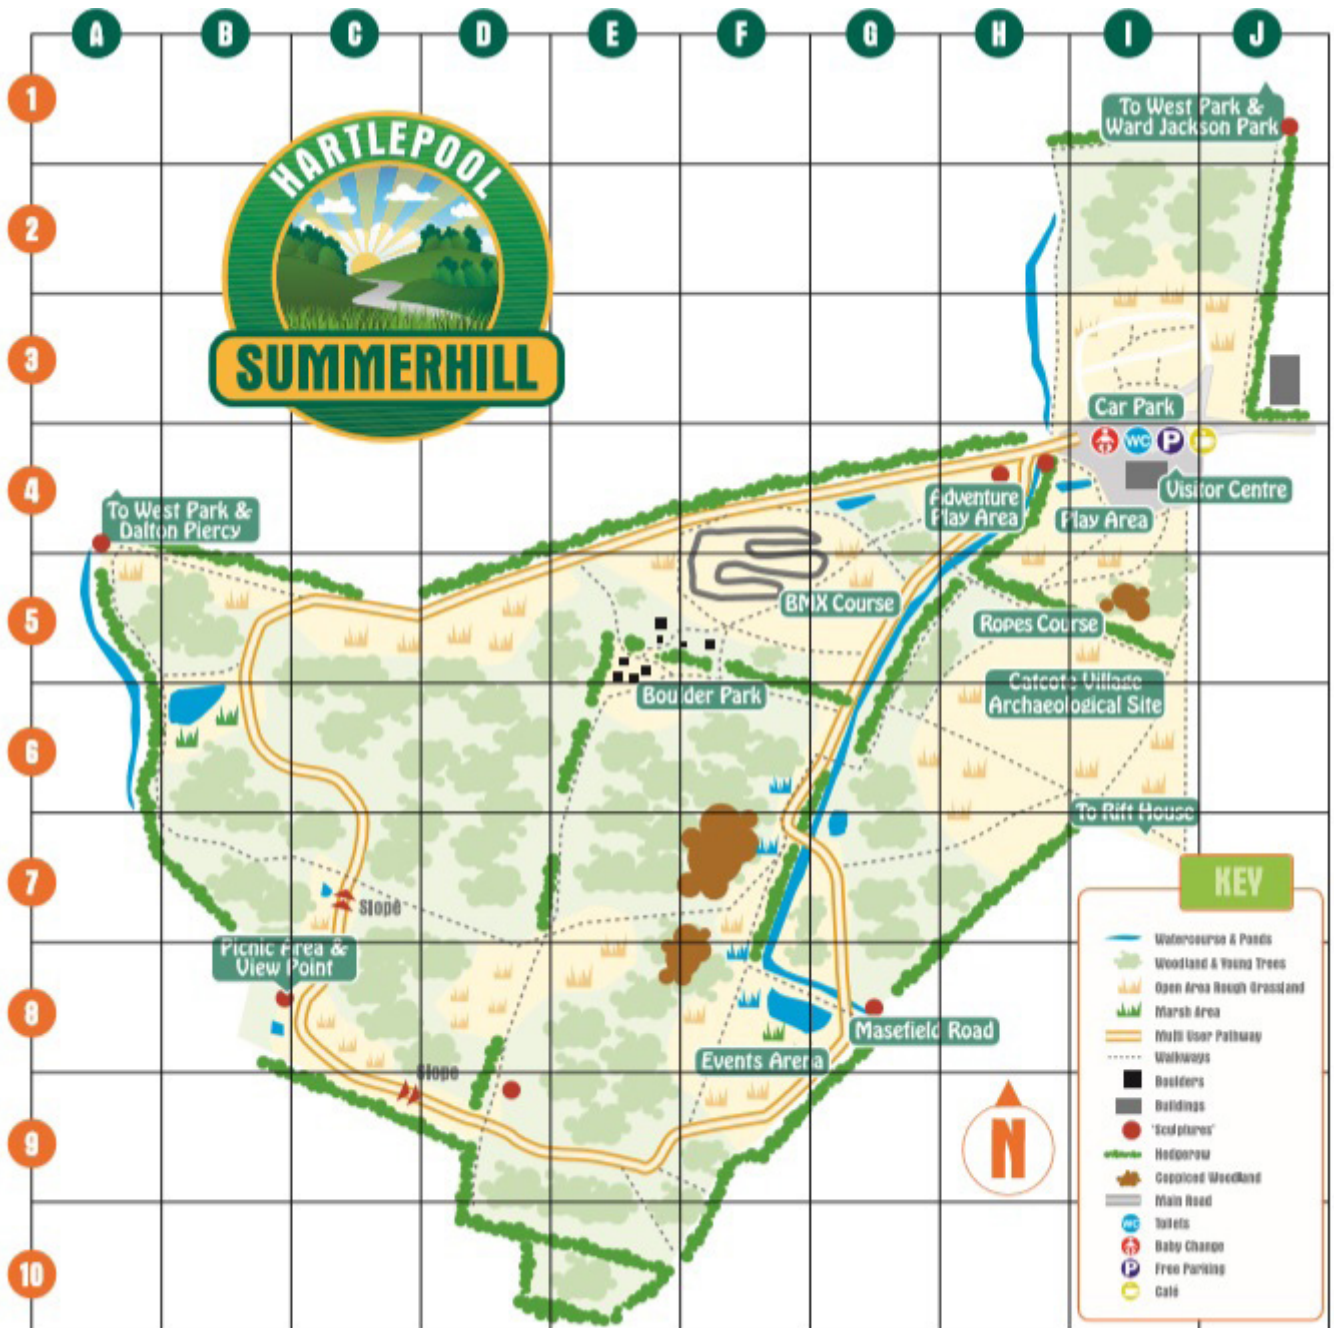 A B C D E F G H I J
1
To West Park &
Ward Jackson Park
HARTLEPOOL
2
3
SUMMERHILL
Car Park
WC P
4
Adventure
Play Area
Play Area
Visitor Centre
To West Park &
Dalton Piercy
5
BMX Course
Ropes Course
Catcote Village
Archaeological Site
Boulder Park
6
To Rift House
7
Slope
Picnic Area &
View Point
8
Masefield Road
Events Arena
Slope
9
N
10
KEY
Watercourse & Ponds
Woodland & Young Trees
Open Area Rough Grassland
Marsh Area
Multi User Pathway
Walkways
Boulders
Buildings
'Sculptures'
Hedgerow
Coppiced Woodland
Main Road
WC Toilets
Baby Change
P Free Parking
Café